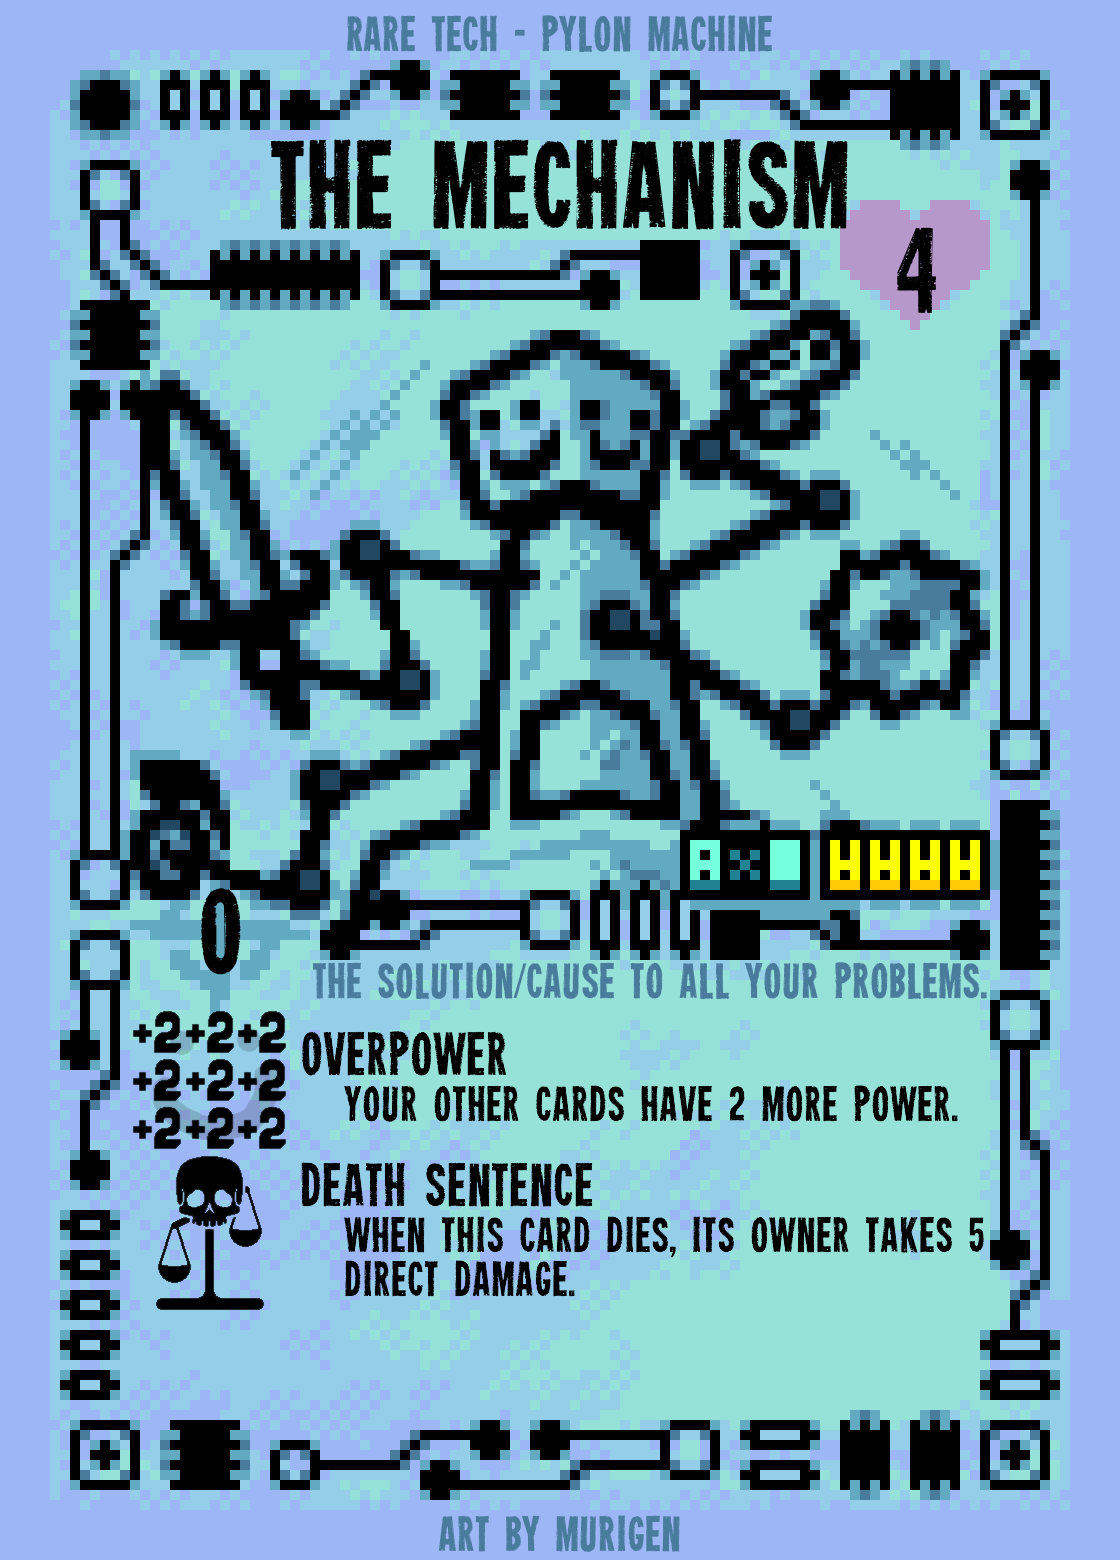 RARE TECH - PYLON MACHINE
THE MECHANISM
4
0
THE SOLUTION/CAUSE TO ALL YOUR PROBLEMS.
+2+2+2
+2+2+2
+2+2+2
OVERPOWER
YOUR OTHER CARDS HAVE 2 MORE POWER.
DEATH SENTENCE
WHEN THIS CARD DIES, ITS OWNER TAKES 5
DIRECT DAMAGE.
ART BY MURIGEN